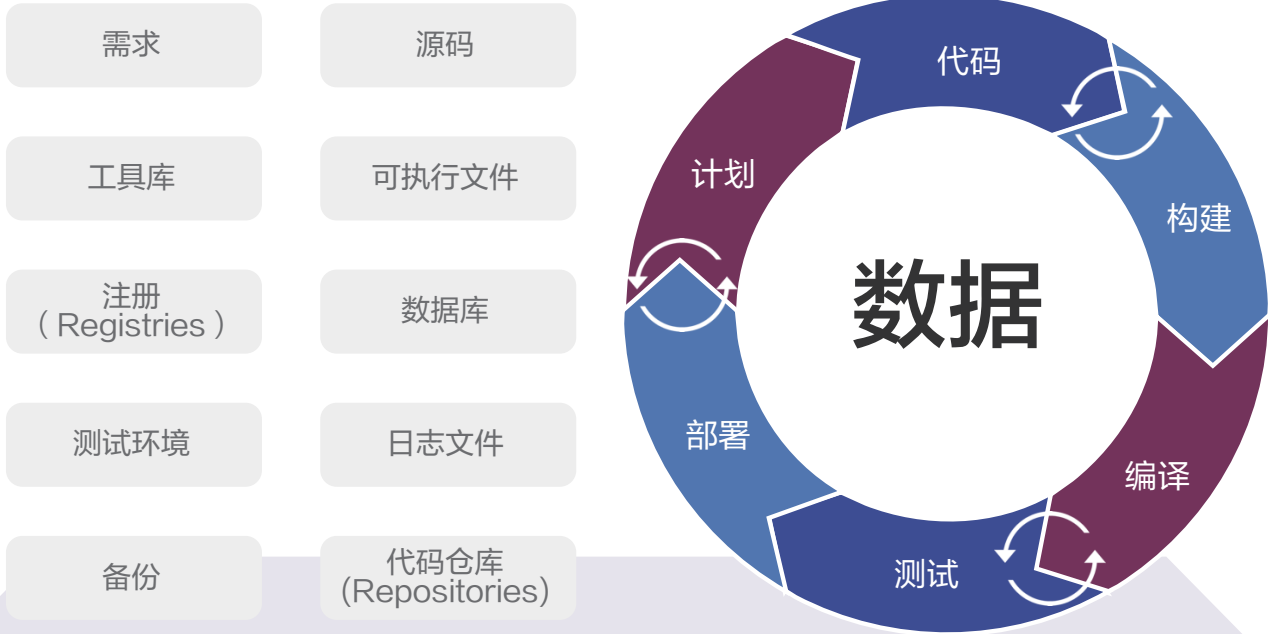 需求
源码
工具库
可执行文件
注册
（Registries）
数据库
测试环境
日志文件
备份
代码仓库
(Repositories)
代码
构建
编译
测试
部署
计划
数据